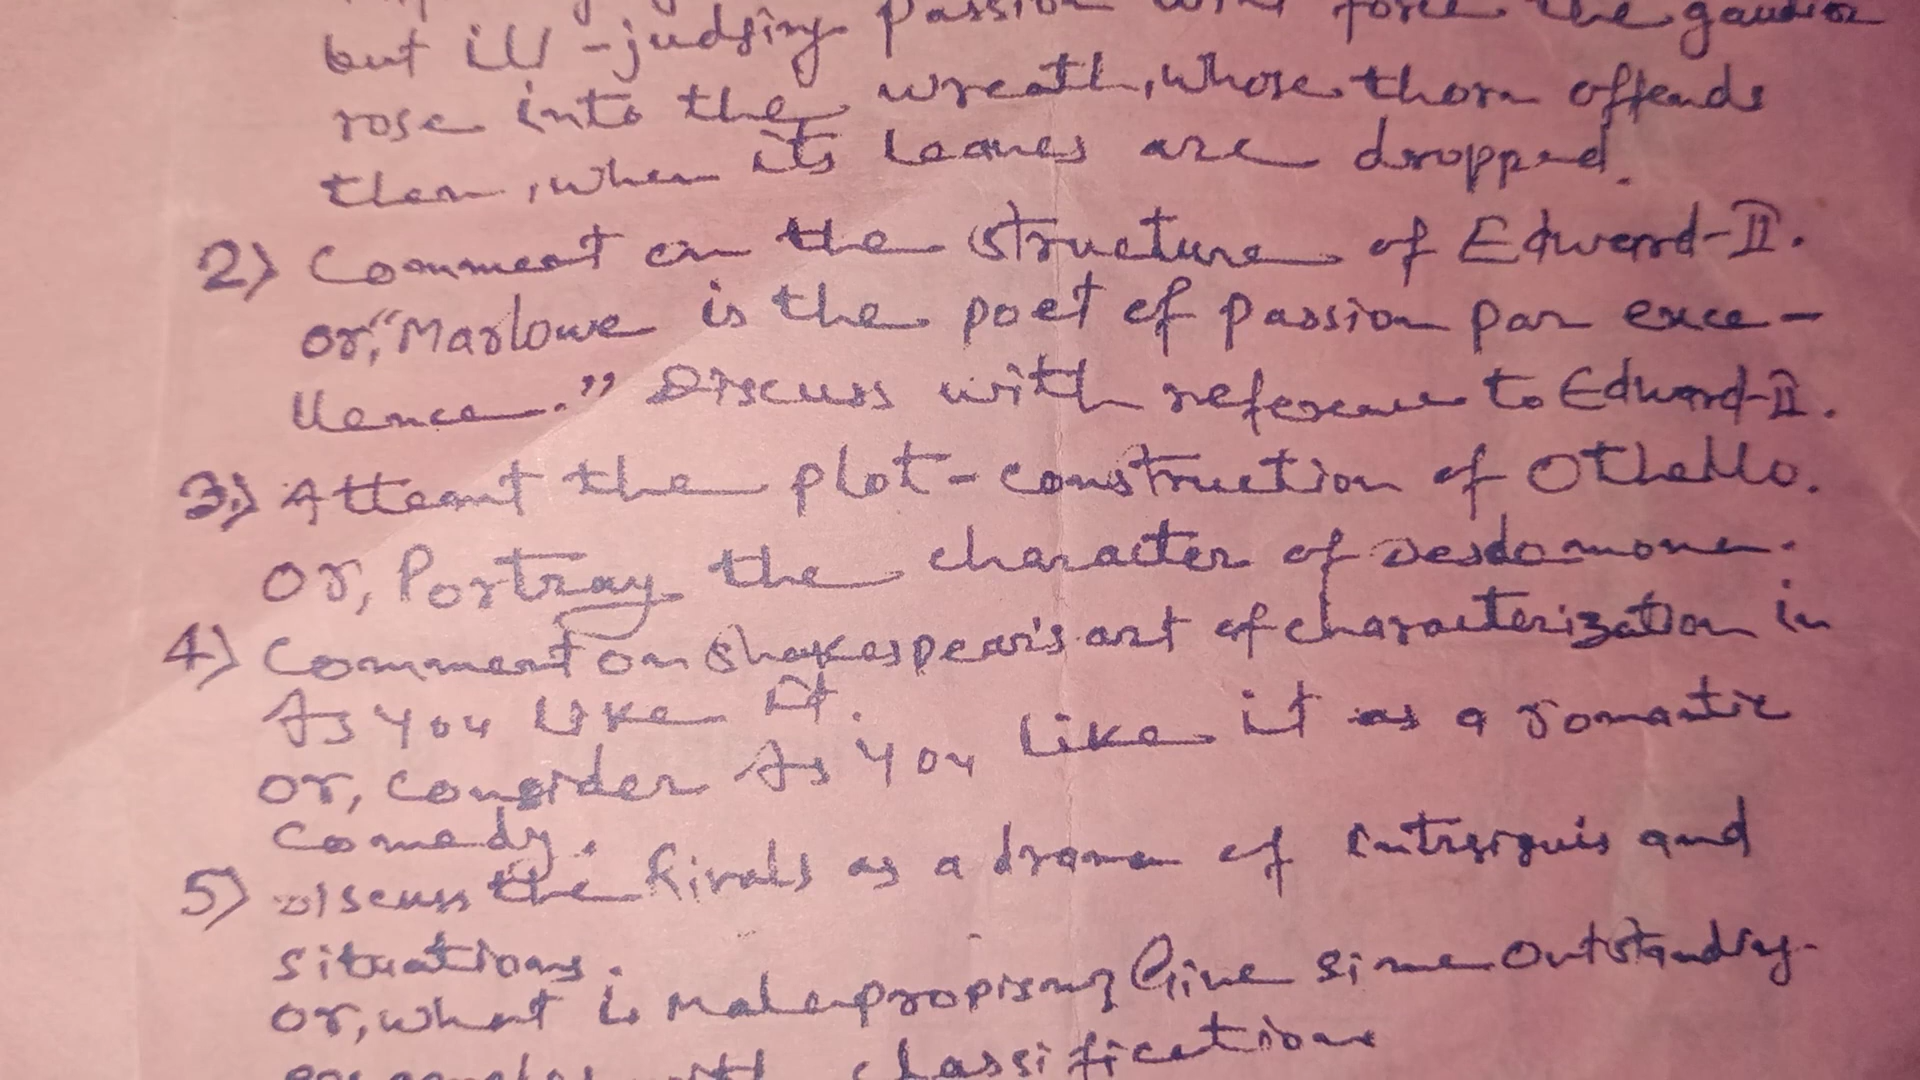 but ill-judging passion will force the gaudier
rose into the wreath, whose thorn offends
then, when its leaves are dropped.
2) Comment on the structure of Edward-II.
or, "Marlowe is the poet of passion par exce-
llence." Discuss with reference to Edward-II.
3.) Attempt the plot-construction of Othello.
or, Portray the character of Desdemona.
4) Comment on Shakespear's art of characterization in
As You Like It.
or, consider As You Like it as a romantic
comedy.
5) Discuss the Rivals as a drama of intrigues and
situations.
or, what is Malapropism? Give some outstanding
examples with classifications